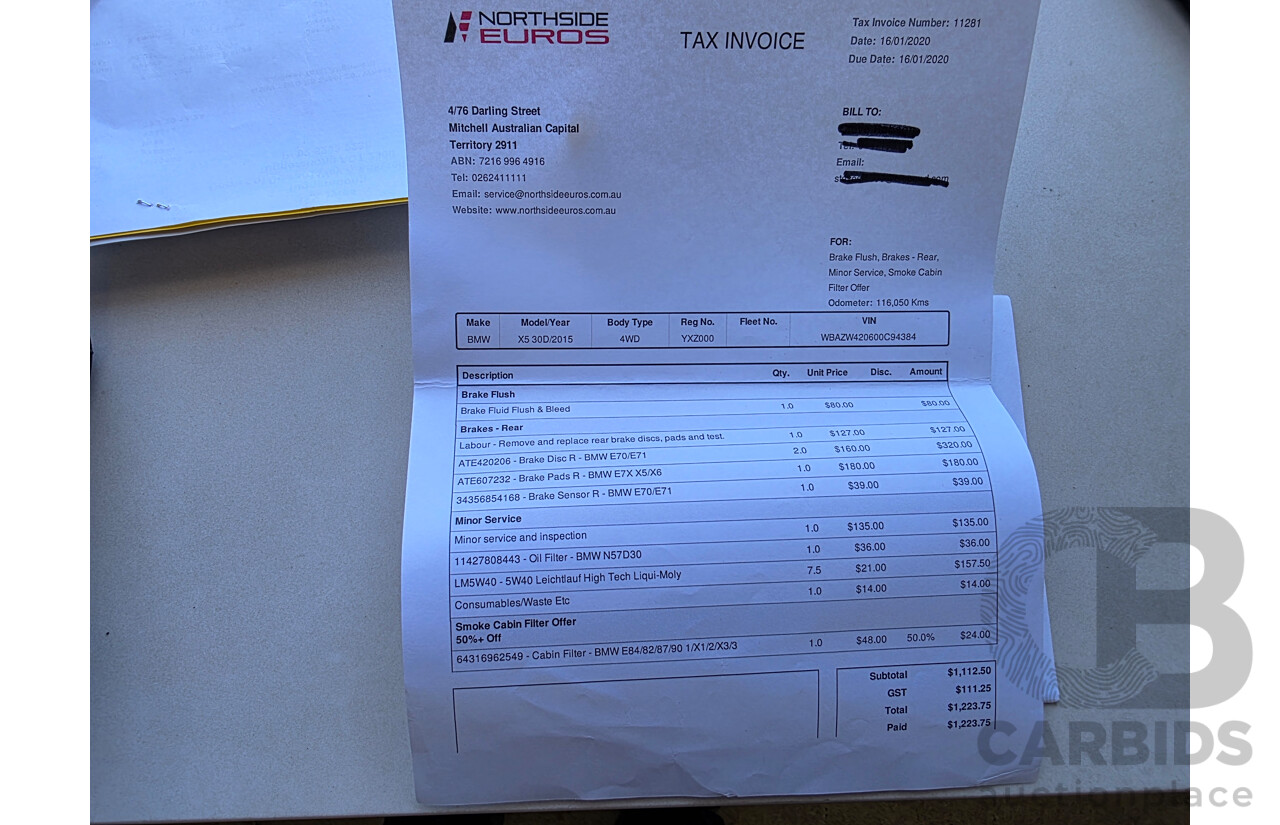 NORTHSIDE
EUROS
TAX INVOICE
Tax Invoice Number: 11281
Date: 16/01/2020
Due Date: 16/01/2020
4/76 Darling Street
Mitchell Australian Capital
Territory 2911
ABN: 7216 996 4916
Tel: 0262411111
Email: service@northsideeuros.com.au
Website: www.northsideeuros.com.au
BILL TO:
Email:
FOR:
Brake Flush, Brakes - Rear,
Minor Service, Smoke Cabin
Filter Offer
Odometer: 116,050 Kms
Make Model/Year Body Type Reg No. Fleet No. VIN
BMW X5 30D/2015 4WD YXZ000 WBAZW420600C94384
Description Qty. Unit Price Disc. Amount
Brake Flush
Brake Fluid Flush & Bleed 1.0 $80.00 $80.00
Brakes - Rear
Labour - Remove and replace rear brake discs, pads and test. 1.0 $127.00 $127.00
ATE420206 - Brake Disc R - BMW E70/E71 2.0 $160.00 $320.00
ATE607232 - Brake Pads R - BMW E7X X5/X6 1.0 $180.00 $180.00
34356854168 - Brake Sensor R - BMW E70/E71 1.0 $39.00 $39.00
Minor Service
Minor service and inspection 1.0 $135.00 $135.00
11427808443 - Oil Filter - BMW N57D30 1.0 $36.00 $36.00
LM5W40 - 5W40 Leichtlauf High Tech Liqui-Moly 7.5 $21.00 $157.50
Consumables/Waste Etc 1.0 $14.00 $14.00
Smoke Cabin Filter Offer
50%+ Off
64316962549 - Cabin Filter - BMW E84/82/87/90 1/X1/2/X3/3 1.0 $48.00 50.0% $24.00
Subtotal $1,112.50
GST $111.25
Total $1,223.75
Paid $1,223.75
CB
CARBIDS
auctionplace